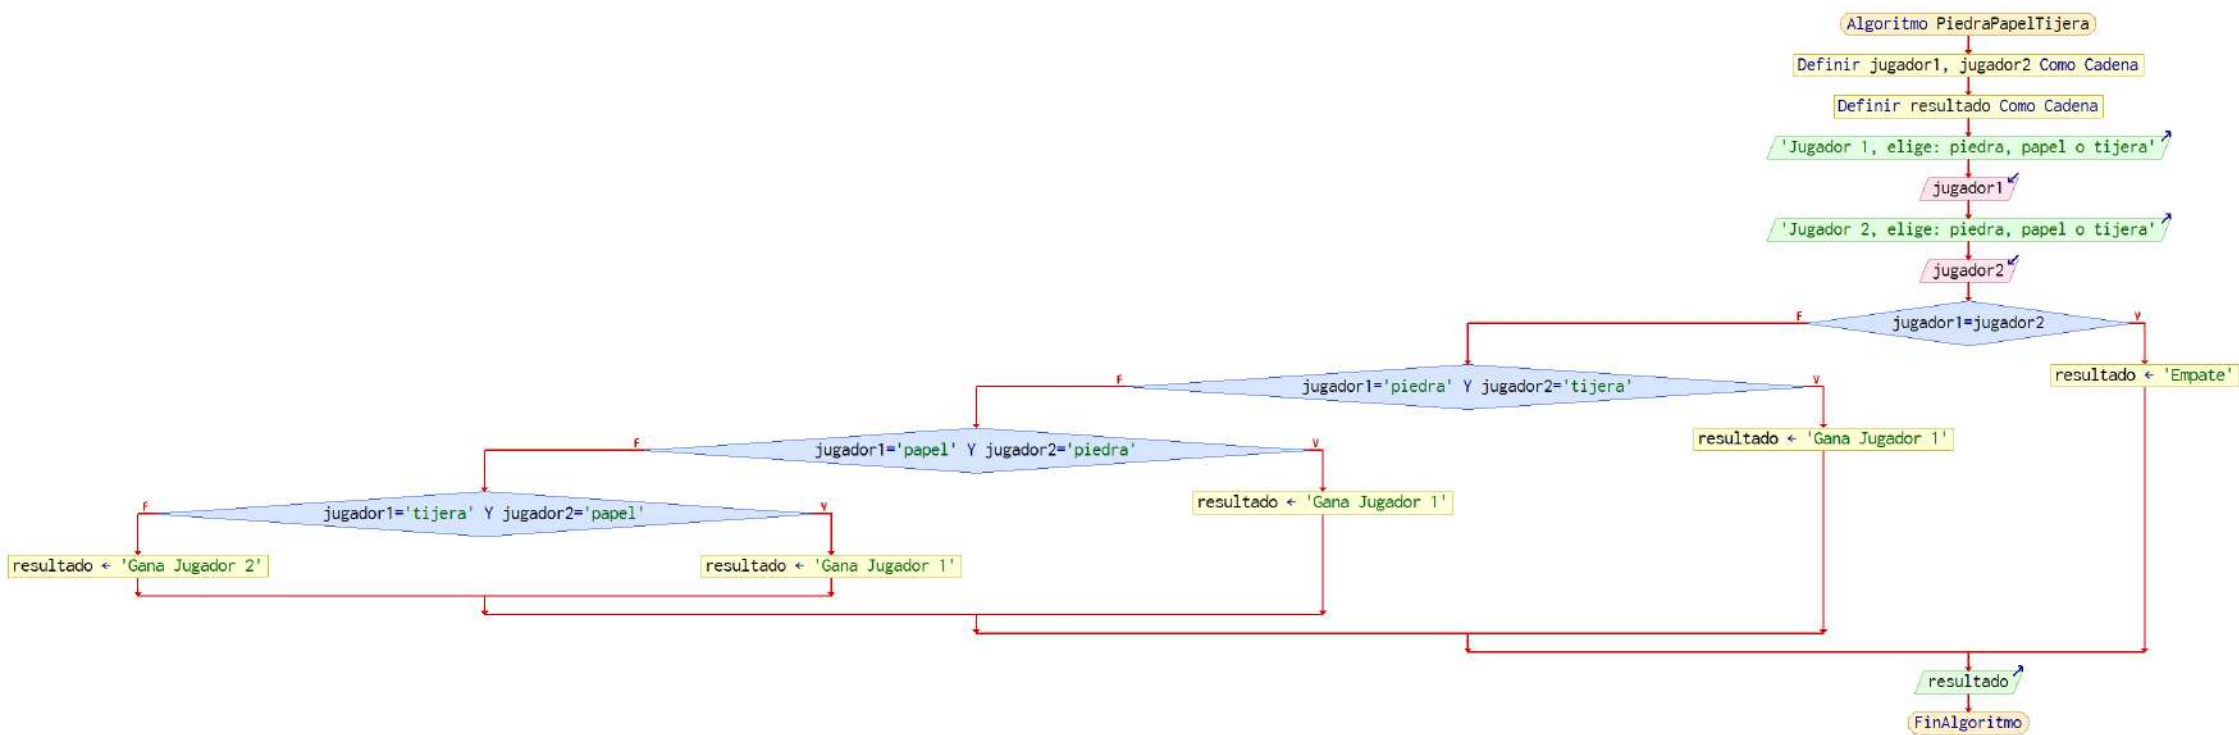 Algoritmo PiedraPapelTijera
Definir jugador1, jugador2 Como Cadena
Definir resultado Como Cadena
'Jugador 1, elige: piedra, papel o tijera'
jugador1
'Jugador 2, elige: piedra, papel o tijera'
jugador2
F
jugador1=jugador2
V
resultado ← 'Empate'
F
jugador1='piedra' Y jugador2='tijera'
V
resultado ← 'Gana Jugador 1'
F
jugador1='papel' Y jugador2='piedra'
V
resultado ← 'Gana Jugador 1'
F
jugador1='tijera' Y jugador2='papel'
V
resultado ← 'Gana Jugador 2'
resultado ← 'Gana Jugador 1'
resultado
FinAlgoritmo